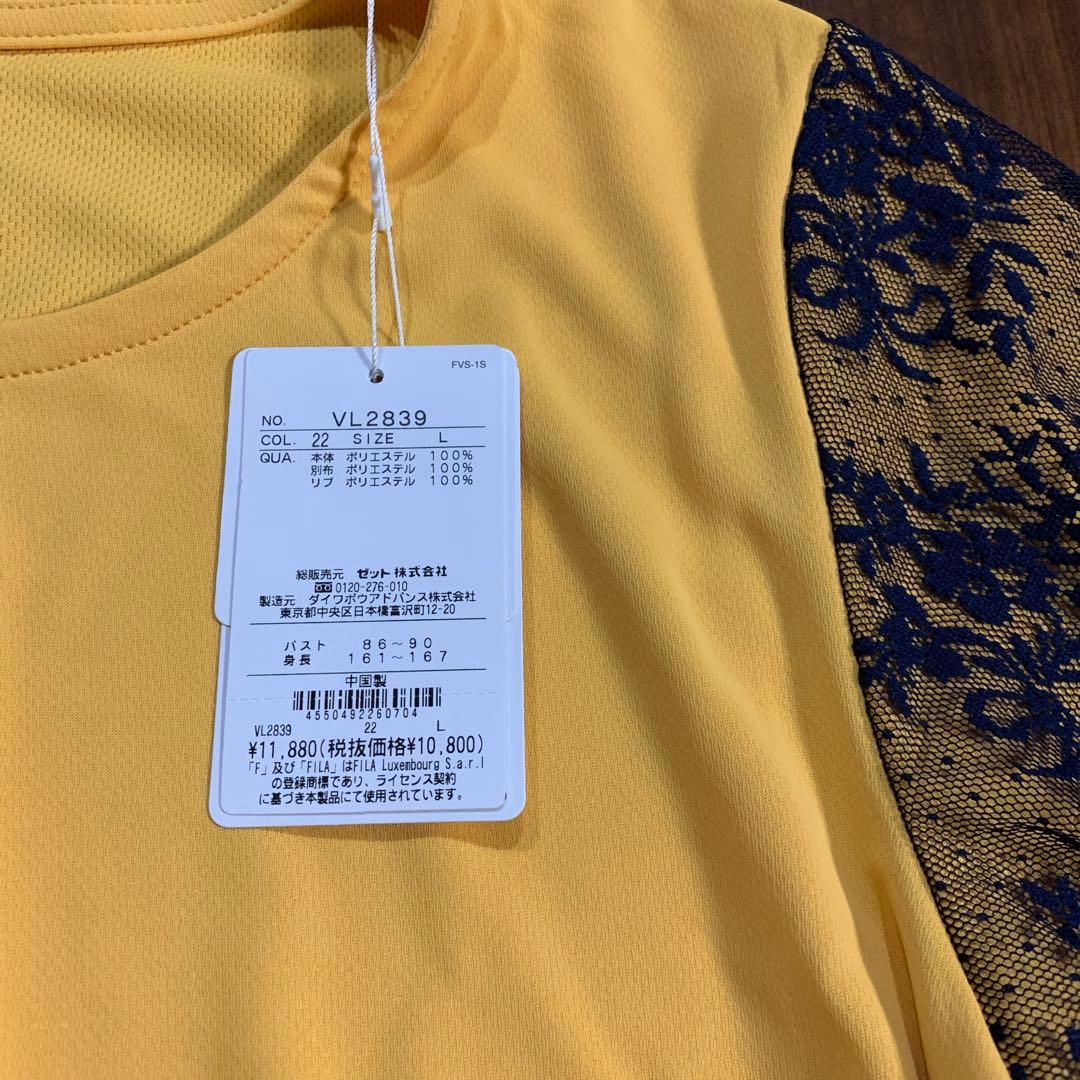 FVS-1S
NO. VL2839
COL. 22 SIZE L
QUA. 本体 ポリエステル 100%
別布 ポリエステル 100%
リブ ポリエステル 100%
総販売元 ゼット株式会社
0120-276-010
製造元 ダイワボウアドバンス株式会社
東京都中央区日本橋富沢町12-20
バスト 86~90
身長 161~167
中国製
4550492260704
VL2839 22 L
¥11,880(税抜価格¥10,800)
「F」及び「FILA」はFILA Luxembourg S.a.r.l
の登録商標であり、ライセンス契約
に基づき本製品にて使用されています。